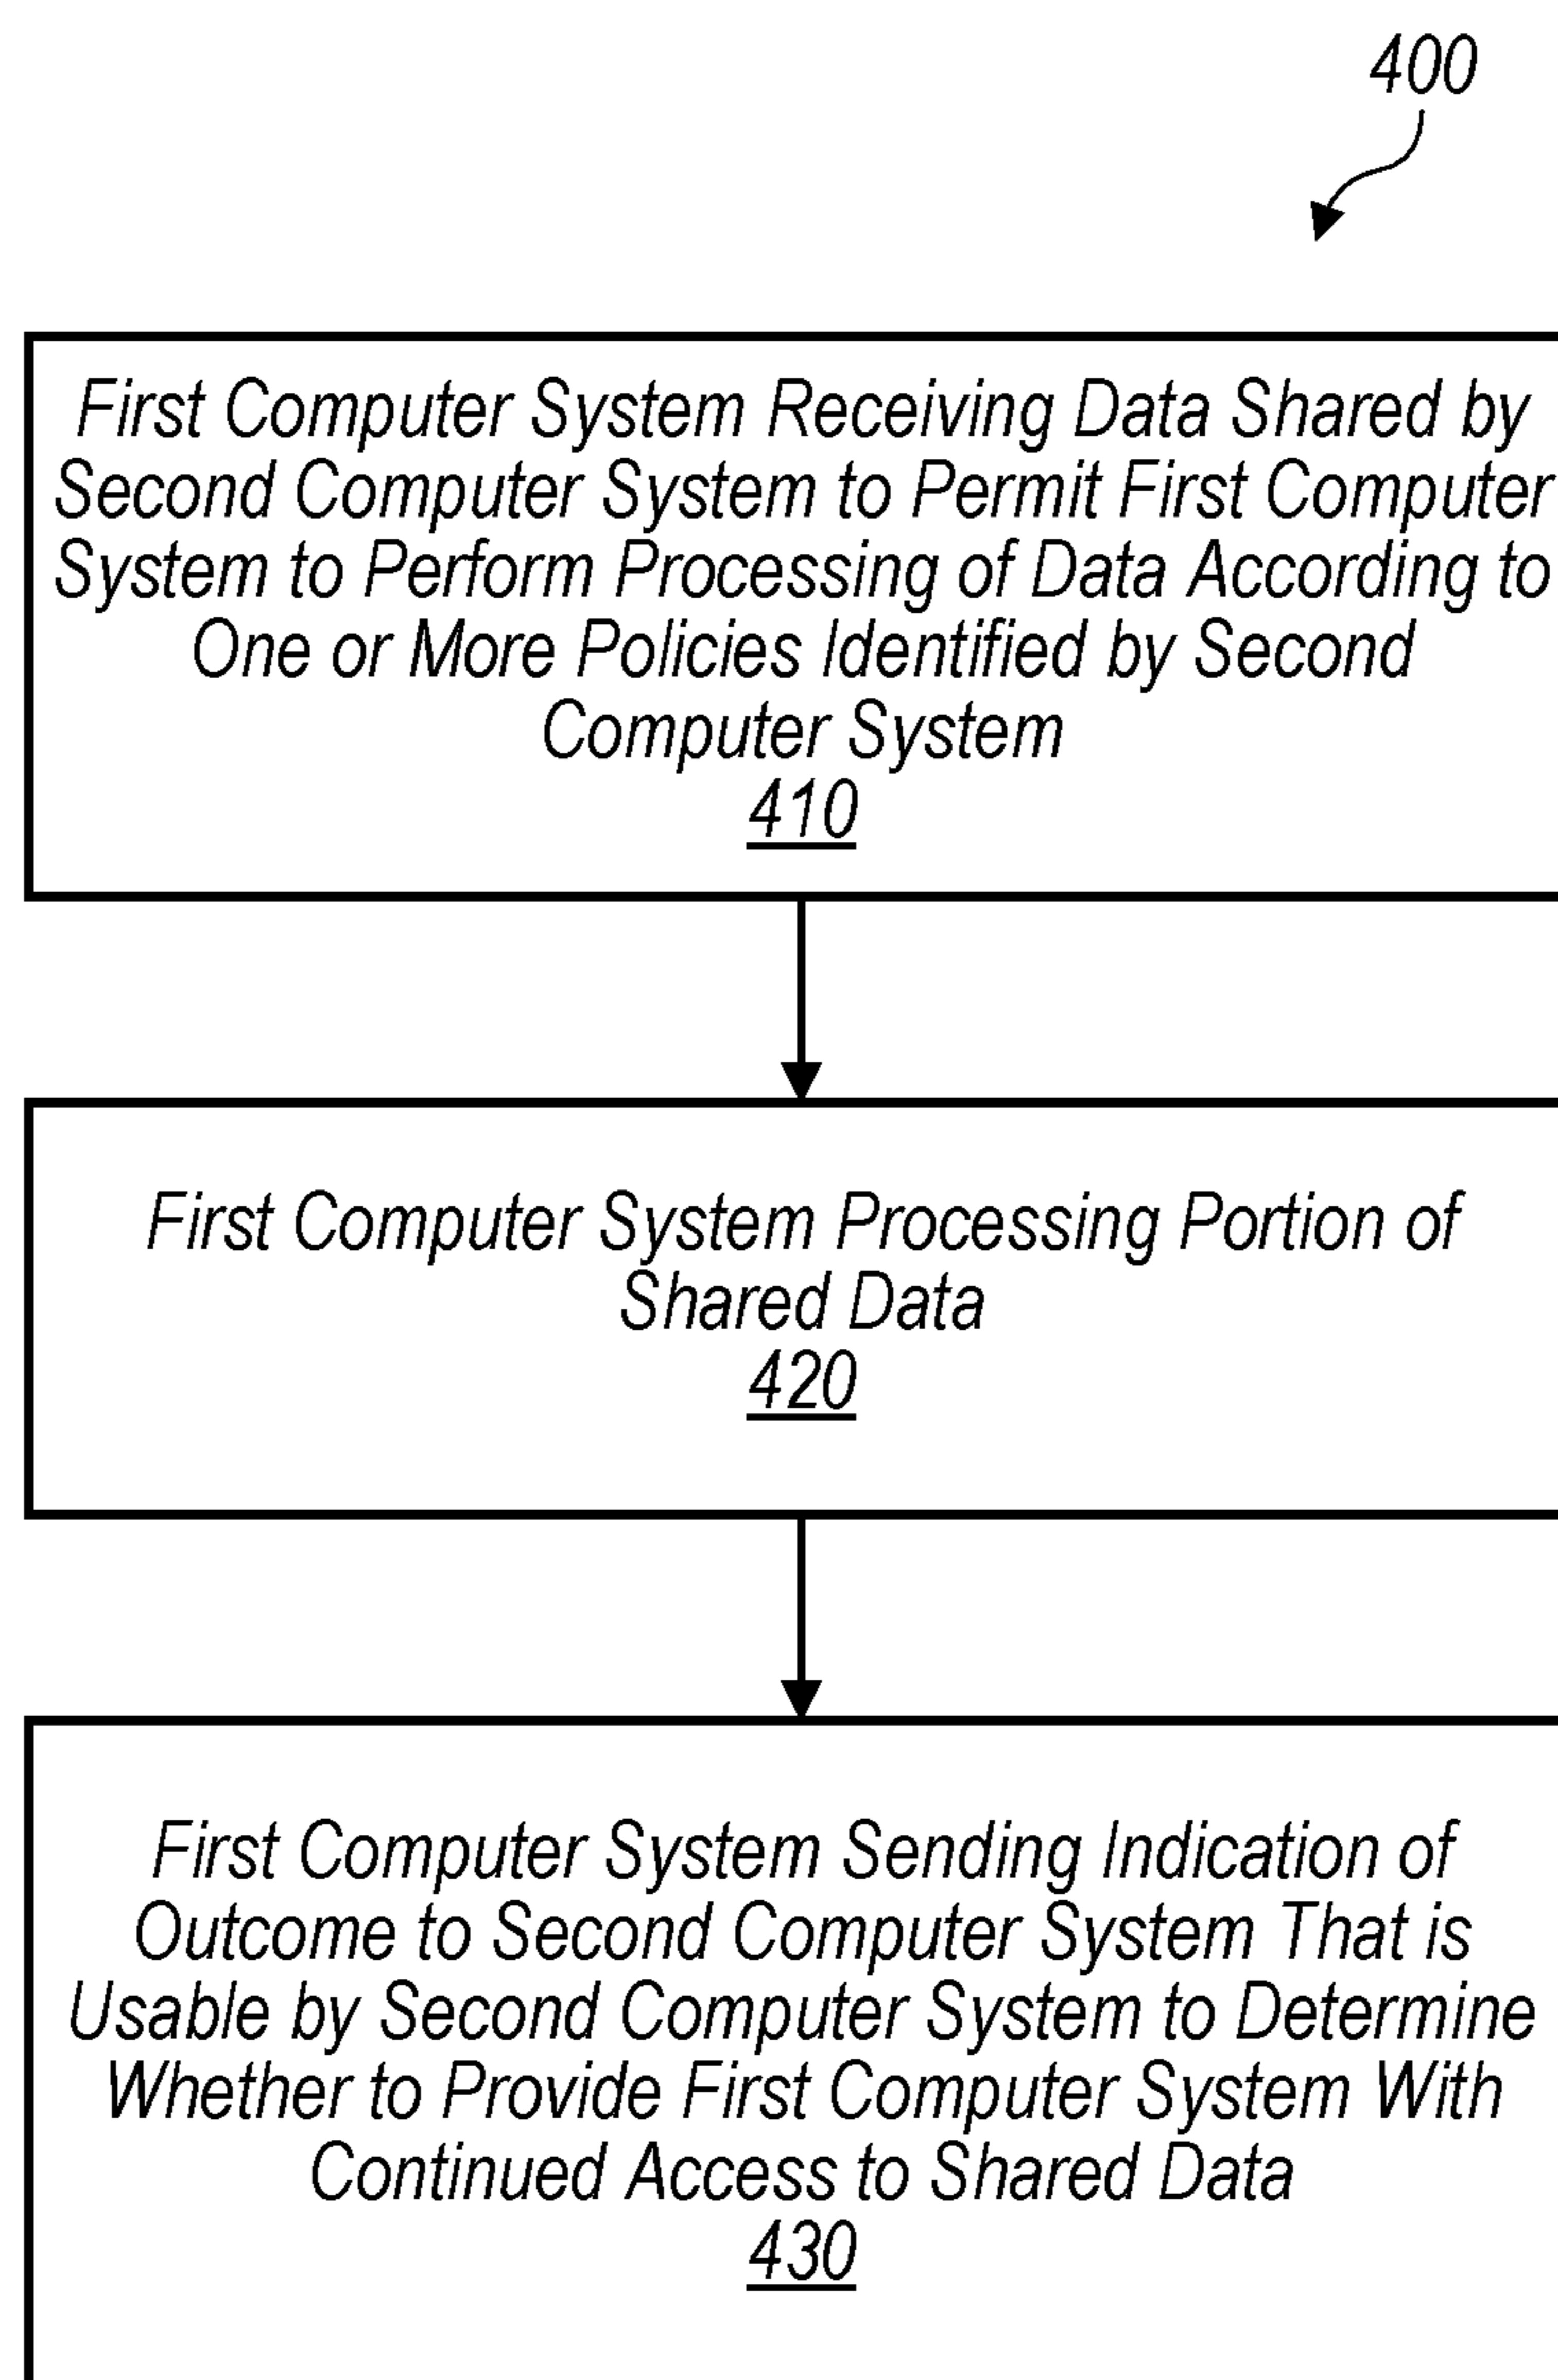 400
First Computer System Receiving Data Shared by
Second Computer System to Permit First Computer
System to Perform Processing of Data According to
One or More Policies Identified by Second
Computer System
410
First Computer System Processing Portion of
Shared Data
420
First Computer System Sending Indication of
Outcome to Second Computer System That is
Usable by Second Computer System to Determine
Whether to Provide First Computer System With
Continued Access to Shared Data
430